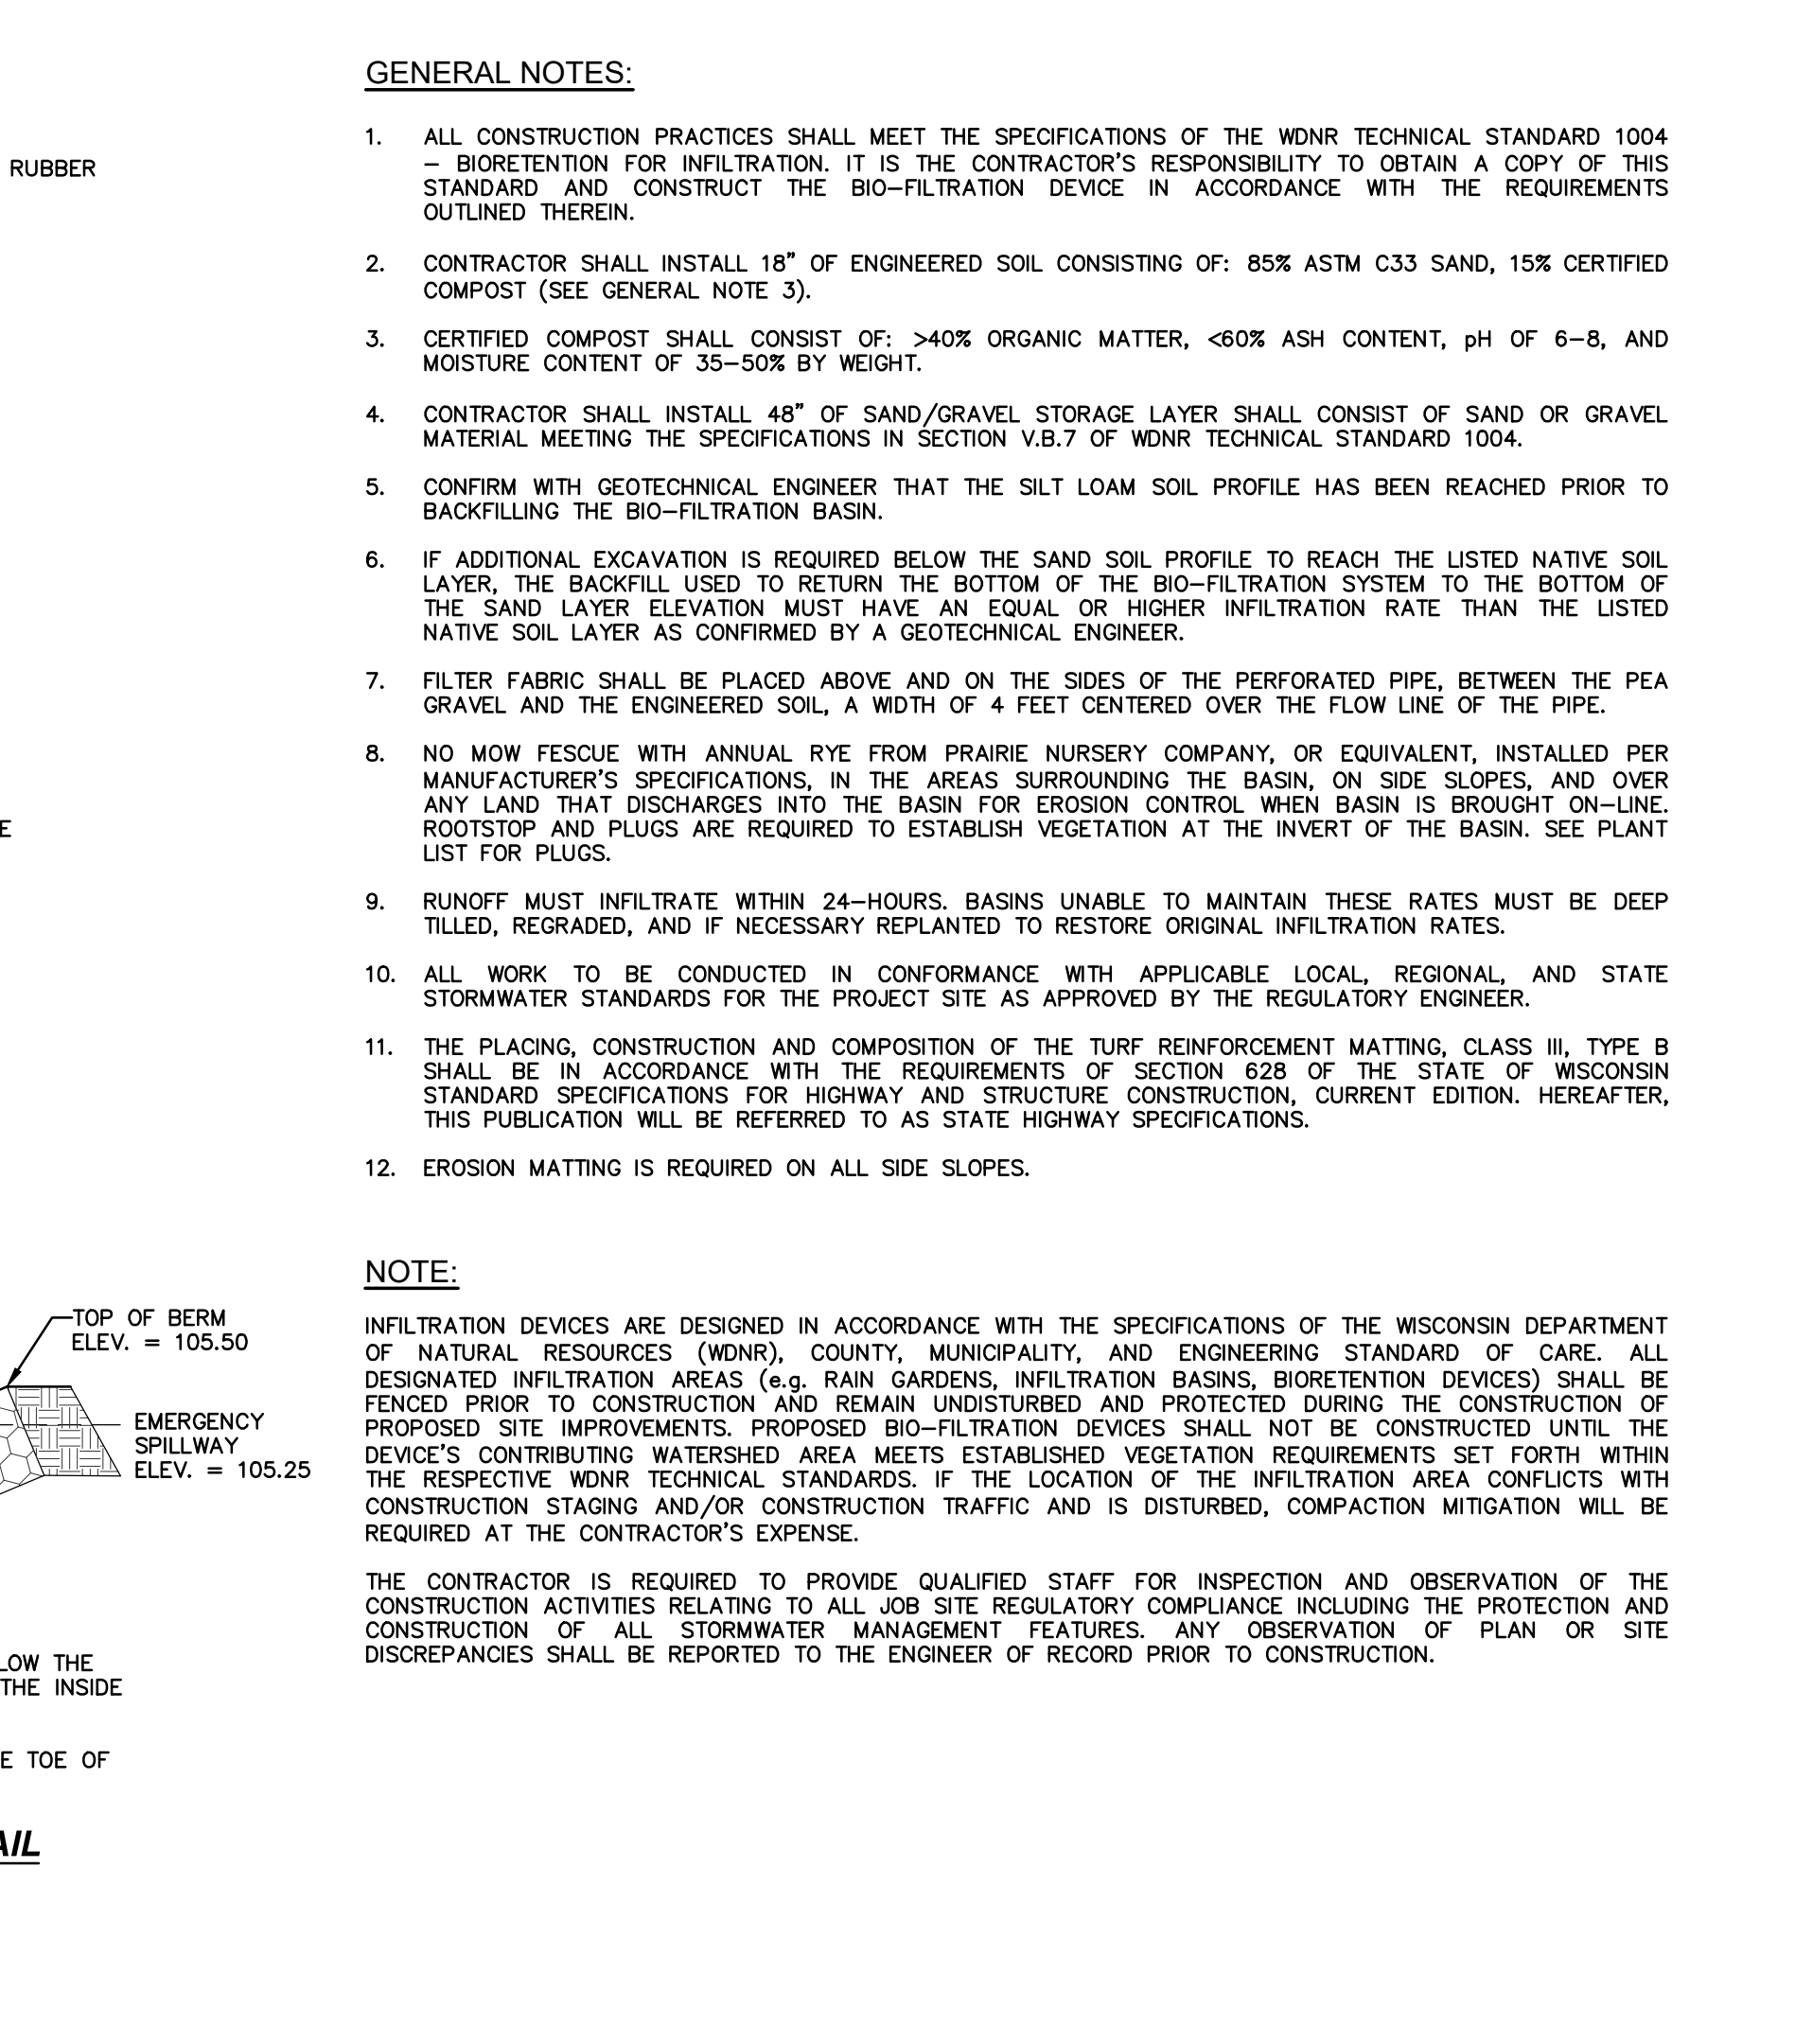 GENERAL NOTES:
1. ALL CONSTRUCTION PRACTICES SHALL MEET THE SPECIFICATIONS OF THE WDNR TECHNICAL STANDARD 1004
– BIORETENTION FOR INFILTRATION. IT IS THE CONTRACTOR'S RESPONSIBILITY TO OBTAIN A COPY OF THIS
STANDARD AND CONSTRUCT THE BIO–FILTRATION DEVICE IN ACCORDANCE WITH THE REQUIREMENTS
OUTLINED THEREIN.
2. CONTRACTOR SHALL INSTALL 18" OF ENGINEERED SOIL CONSISTING OF: 85% ASTM C33 SAND, 15% CERTIFIED
COMPOST (SEE GENERAL NOTE 3).
3. CERTIFIED COMPOST SHALL CONSIST OF: >40% ORGANIC MATTER, <60% ASH CONTENT, pH OF 6–8, AND
MOISTURE CONTENT OF 35–50% BY WEIGHT.
4. CONTRACTOR SHALL INSTALL 48" OF SAND/GRAVEL STORAGE LAYER SHALL CONSIST OF SAND OR GRAVEL
MATERIAL MEETING THE SPECIFICATIONS IN SECTION V.B.7 OF WDNR TECHNICAL STANDARD 1004.
5. CONFIRM WITH GEOTECHNICAL ENGINEER THAT THE SILT LOAM SOIL PROFILE HAS BEEN REACHED PRIOR TO
BACKFILLING THE BIO–FILTRATION BASIN.
6. IF ADDITIONAL EXCAVATION IS REQUIRED BELOW THE SAND SOIL PROFILE TO REACH THE LISTED NATIVE SOIL
LAYER, THE BACKFILL USED TO RETURN THE BOTTOM OF THE BIO–FILTRATION SYSTEM TO THE BOTTOM OF
THE SAND LAYER ELEVATION MUST HAVE AN EQUAL OR HIGHER INFILTRATION RATE THAN THE LISTED
NATIVE SOIL LAYER AS CONFIRMED BY A GEOTECHNICAL ENGINEER.
7. FILTER FABRIC SHALL BE PLACED ABOVE AND ON THE SIDES OF THE PERFORATED PIPE, BETWEEN THE PEA
GRAVEL AND THE ENGINEERED SOIL, A WIDTH OF 4 FEET CENTERED OVER THE FLOW LINE OF THE PIPE.
8. NO MOW FESCUE WITH ANNUAL RYE FROM PRAIRIE NURSERY COMPANY, OR EQUIVALENT, INSTALLED PER
MANUFACTURER'S SPECIFICATIONS, IN THE AREAS SURROUNDING THE BASIN, ON SIDE SLOPES, AND OVER
ANY LAND THAT DISCHARGES INTO THE BASIN FOR EROSION CONTROL WHEN BASIN IS BROUGHT ON–LINE.
ROOTSTOP AND PLUGS ARE REQUIRED TO ESTABLISH VEGETATION AT THE INVERT OF THE BASIN. SEE PLANT
LIST FOR PLUGS.
9. RUNOFF MUST INFILTRATE WITHIN 24–HOURS. BASINS UNABLE TO MAINTAIN THESE RATES MUST BE DEEP
TILLED, REGRADED, AND IF NECESSARY REPLANTED TO RESTORE ORIGINAL INFILTRATION RATES.
10. ALL WORK TO BE CONDUCTED IN CONFORMANCE WITH APPLICABLE LOCAL, REGIONAL, AND STATE
STORMWATER STANDARDS FOR THE PROJECT SITE AS APPROVED BY THE REGULATORY ENGINEER.
11. THE PLACING, CONSTRUCTION AND COMPOSITION OF THE TURF REINFORCEMENT MATTING, CLASS III, TYPE B
SHALL BE IN ACCORDANCE WITH THE REQUIREMENTS OF SECTION 628 OF THE STATE OF WISCONSIN
STANDARD SPECIFICATIONS FOR HIGHWAY AND STRUCTURE CONSTRUCTION, CURRENT EDITION. HEREAFTER,
THIS PUBLICATION WILL BE REFERRED TO AS STATE HIGHWAY SPECIFICATIONS.
12. EROSION MATTING IS REQUIRED ON ALL SIDE SLOPES.
NOTE:
INFILTRATION DEVICES ARE DESIGNED IN ACCORDANCE WITH THE SPECIFICATIONS OF THE WISCONSIN DEPARTMENT
OF NATURAL RESOURCES (WDNR), COUNTY, MUNICIPALITY, AND ENGINEERING STANDARD OF CARE. ALL
DESIGNATED INFILTRATION AREAS (e.g. RAIN GARDENS, INFILTRATION BASINS, BIORETENTION DEVICES) SHALL BE
FENCED PRIOR TO CONSTRUCTION AND REMAIN UNDISTURBED AND PROTECTED DURING THE CONSTRUCTION OF
PROPOSED SITE IMPROVEMENTS. PROPOSED BIO–FILTRATION DEVICES SHALL NOT BE CONSTRUCTED UNTIL THE
DEVICE'S CONTRIBUTING WATERSHED AREA MEETS ESTABLISHED VEGETATION REQUIREMENTS SET FORTH WITHIN
THE RESPECTIVE WDNR TECHNICAL STANDARDS. IF THE LOCATION OF THE INFILTRATION AREA CONFLICTS WITH
CONSTRUCTION STAGING AND/OR CONSTRUCTION TRAFFIC AND IS DISTURBED, COMPACTION MITIGATION WILL BE
REQUIRED AT THE CONTRACTOR'S EXPENSE.
THE CONTRACTOR IS REQUIRED TO PROVIDE QUALIFIED STAFF FOR INSPECTION AND OBSERVATION OF THE
CONSTRUCTION ACTIVITIES RELATING TO ALL JOB SITE REGULATORY COMPLIANCE INCLUDING THE PROTECTION AND
CONSTRUCTION OF ALL STORMWATER MANAGEMENT FEATURES. ANY OBSERVATION OF PLAN OR SITE
DISCREPANCIES SHALL BE REPORTED TO THE ENGINEER OF RECORD PRIOR TO CONSTRUCTION.
RUBBER
TOP OF BERM
ELEV. = 105.50
EMERGENCY
SPILLWAY
ELEV. = 105.25
THE
THE INSIDE
TOE OF